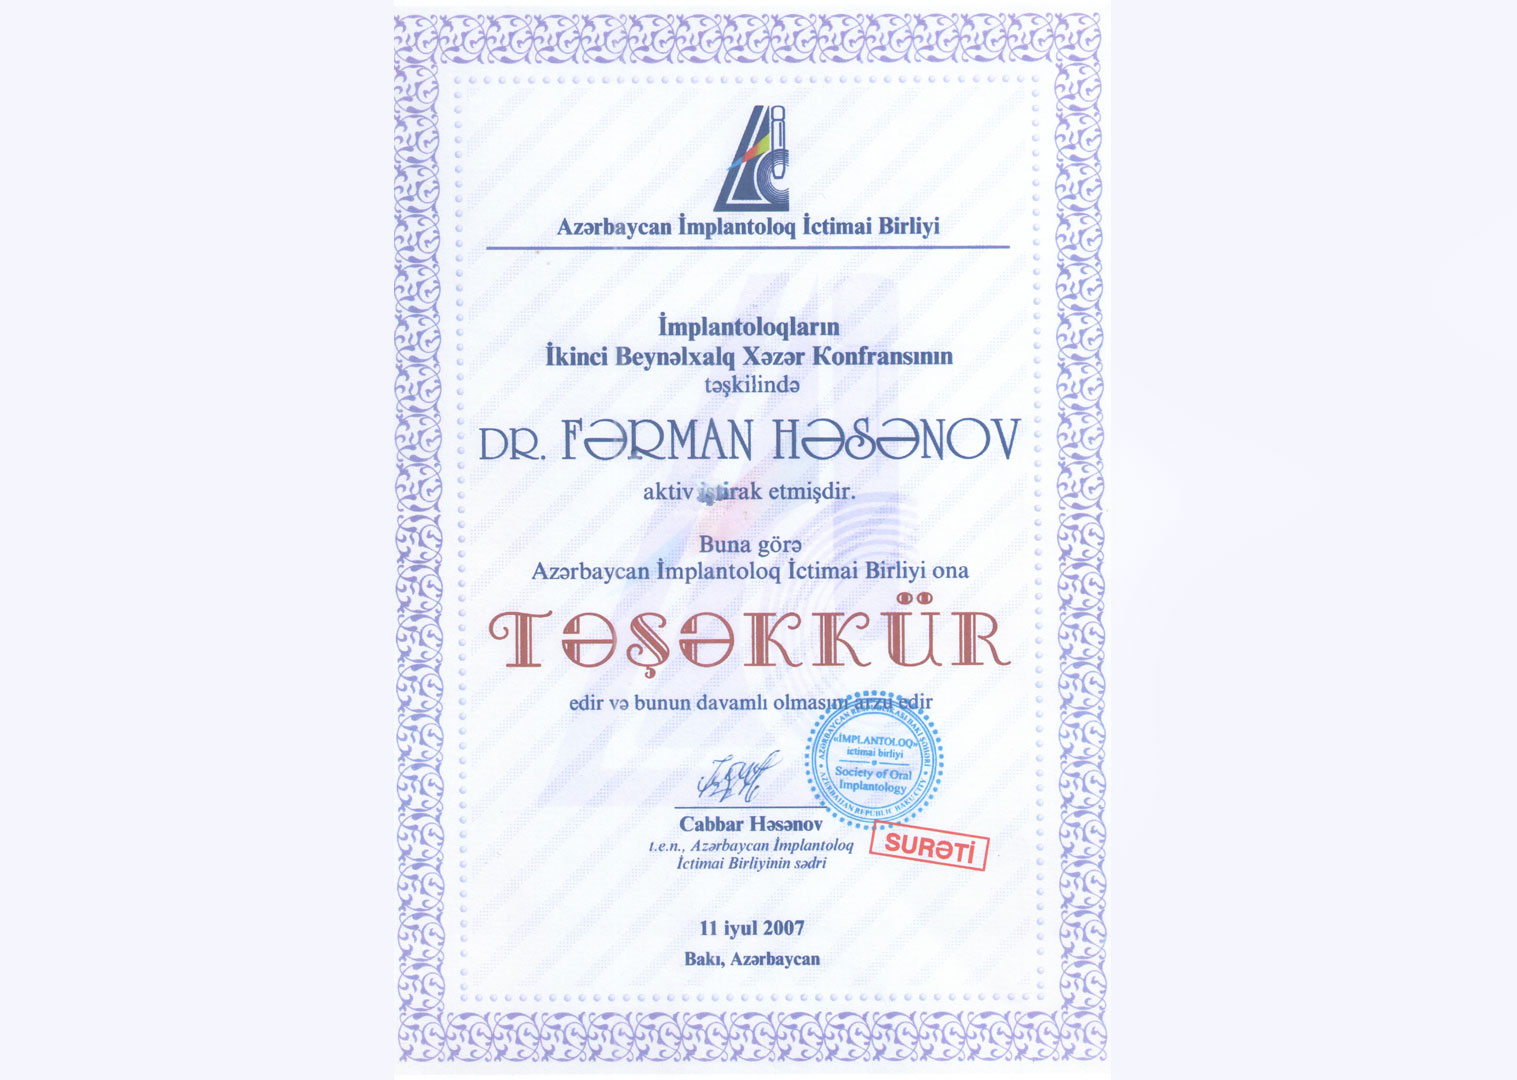 Azərbaycan İmplantoloq İctimai Birliyi
İmplantoloqların
İkinci Beynəlxalq Xəzər Konfransının
təşkilində
DR. FƏRMAN HƏSƏNOV
aktiv iştirak etmişdir.
Buna görə
Azərbaycan İmplantoloq İctimai Birliyi ona
TƏŞƏKKÜR
edir və bunun davamlı olmasını arzu edir
AZƏRBAYCAN RESPUBLİKASI BAKI ŞƏHƏRİ
«İMPLANTOLOQ»
ictimai birliyi
Society of Oral
Implantology
AZERBAIJAN REPUBLIC BAKU CITY
Cabbar Həsənov
t.e.n., Azərbaycan İmplantoloq
İctimai Birliyinin sədri
SURƏTİ
11 iyul 2007
Bakı, Azərbaycan